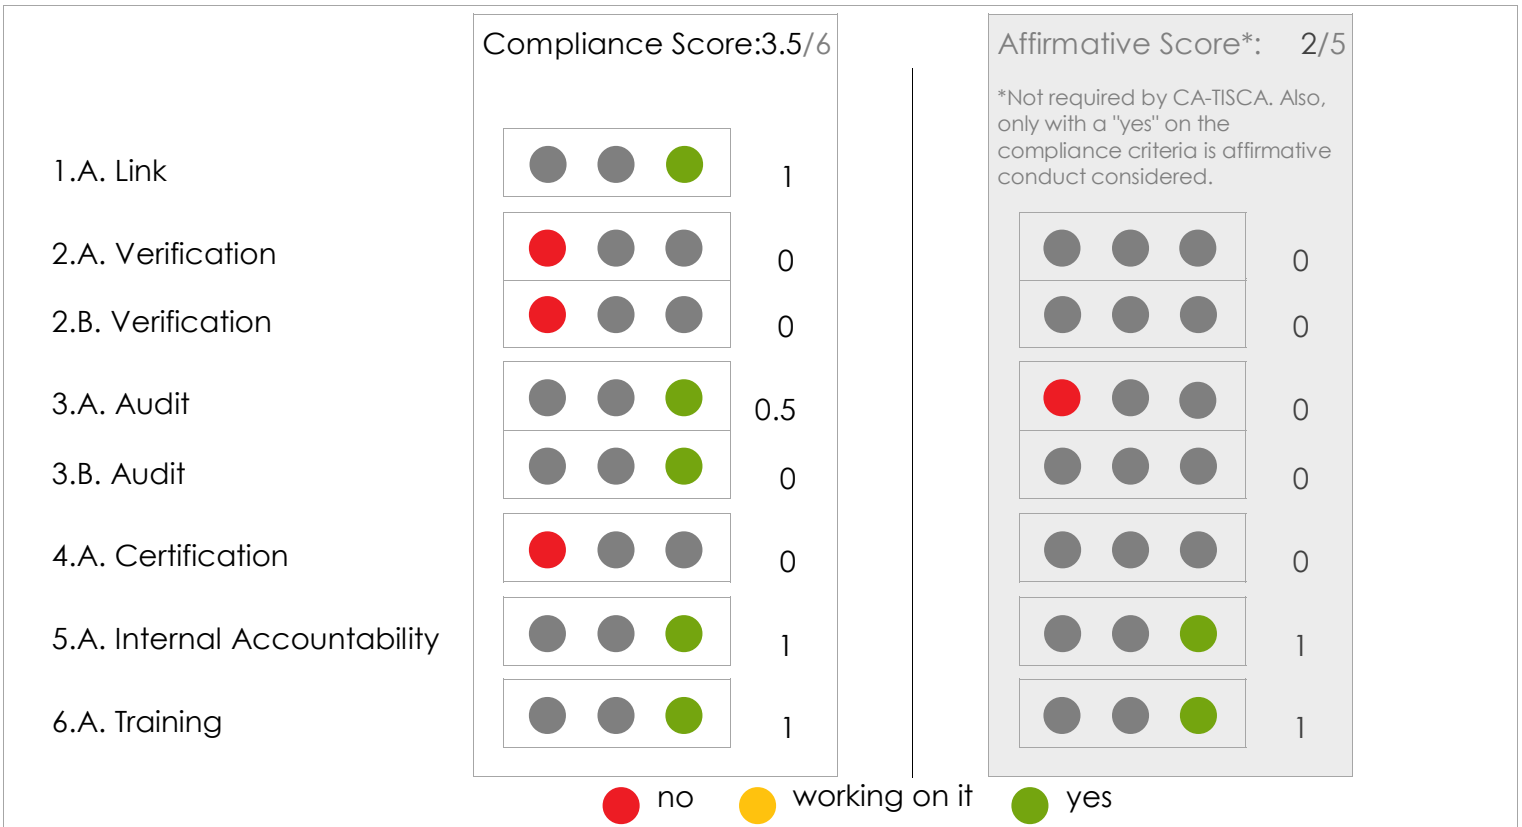 Compliance Score:3.5/6
Affirmative Score*: 2/5
*Not required by CA-TISCA. Also,
only with a "yes" on the
compliance criteria is affirmative
conduct considered.
1.A. Link 1
2.A. Verification 0 0
2.B. Verification 0 0
3.A. Audit 0.5 0
3.B. Audit 0 0
4.A. Certification 0 0
5.A. Internal Accountability 1 1
6.A. Training 1 1
no working on it yes